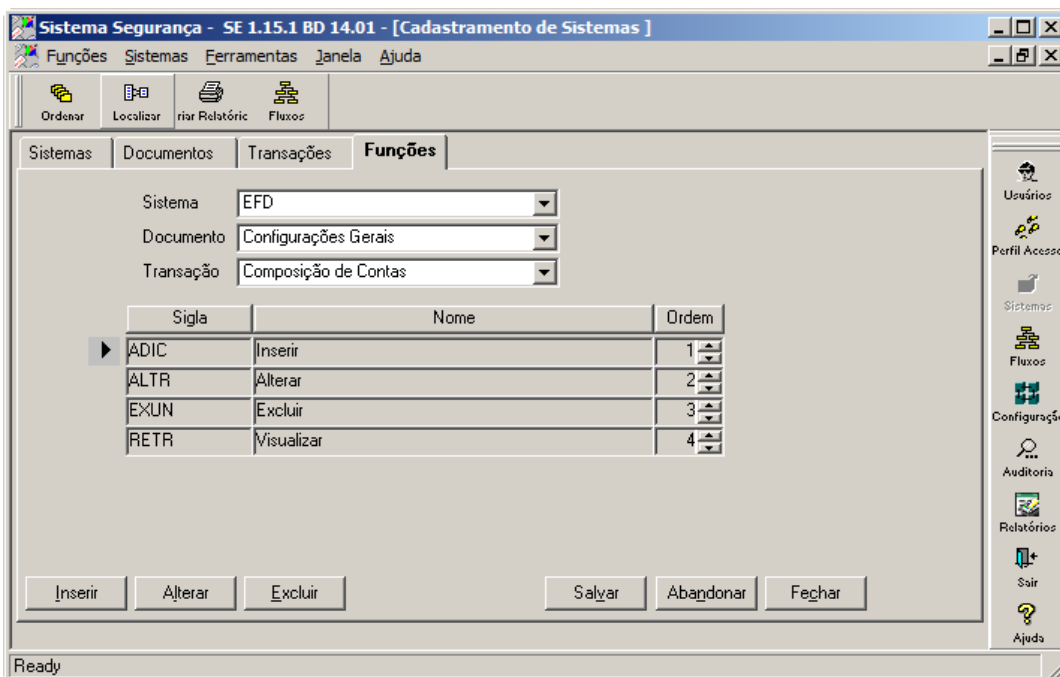 Sistema Segurança - SE 1.15.1 BD 14.01 - [Cadastramento de Sistemas ]
Funções Sistemas Ferramentas Janela Ajuda
Ordenar Localizar riar Relatóric Fluxos
Sistemas Documentos Transações Funções
Sistema EFD
Documento Configurações Gerais
Transação Composição de Contas
Sigla Nome Ordem
ADIC Inserir 1
ALTR Alterar 2
EXUN Excluir 3
RETR Visualizar 4
Inserir Alterar Excluir Salvar Abandonar Fechar
Usuários
Perfil Acesso
Sistemas
Fluxos
Configuraçã
Auditoria
Relatórios
Sair
Ajuda
Ready